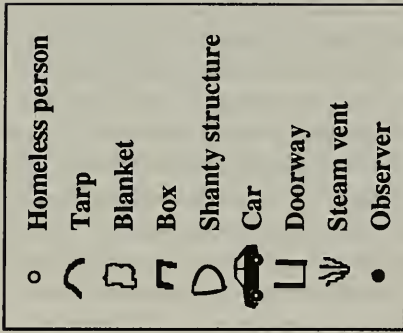 Homeless person
Tarp
Blanket
Box
Shanty structure
Car
Doorway
Steam vent
Observer